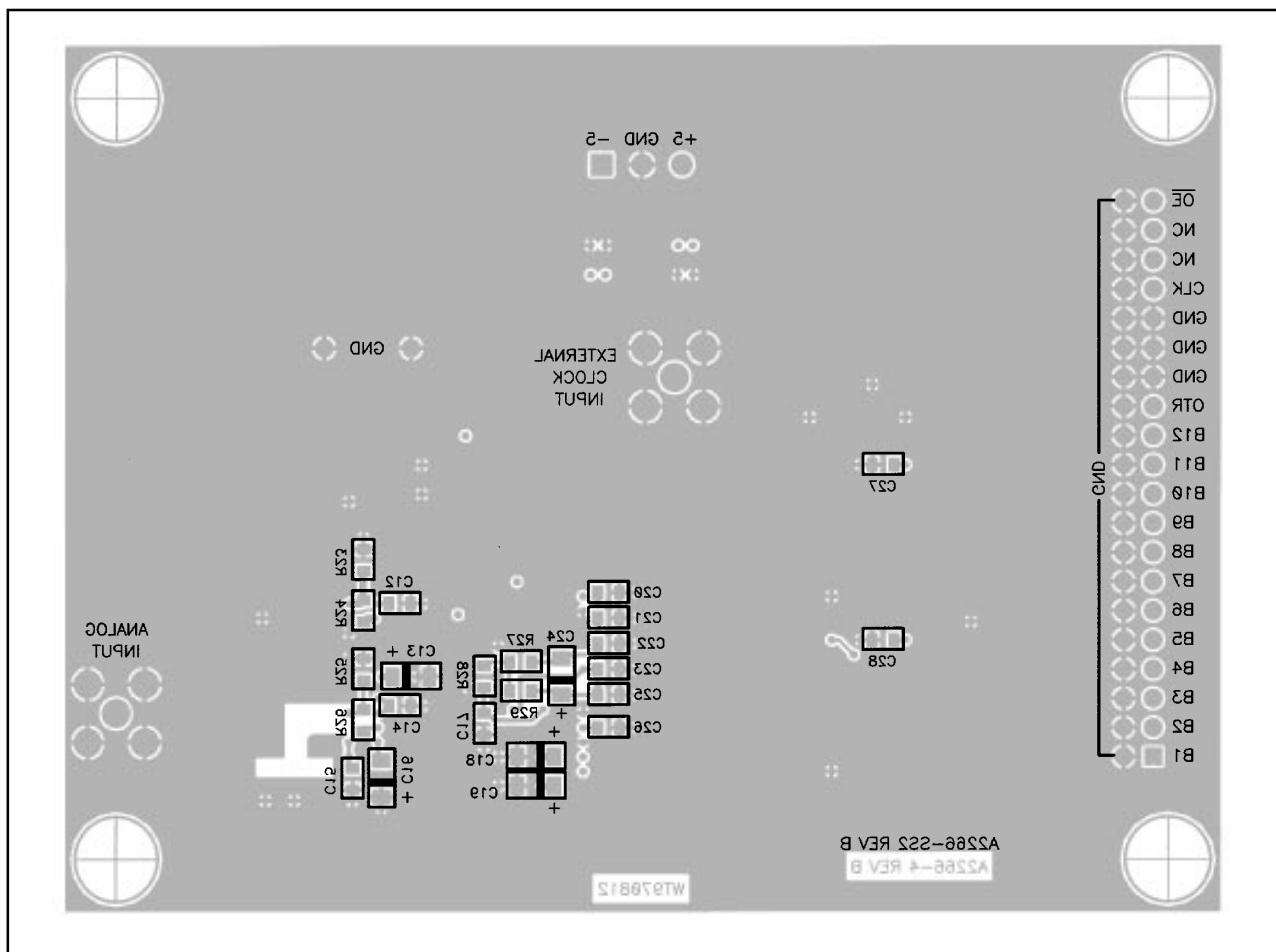 -5 GND +5
OE
NC
NC
CLK
GND
GND
GND
OTR
B12
B11
B10
B9
B8
B7
B6
B5
B4
B3
B2
B1
GND
GND
EXTERNAL
CLOCK
INPUT
C27
C28
R23
R24
C12
R25
+ C13
C14
R26
C15
C16
+
ANALOG
INPUT
R27
C24
R28
R29
+
C17
C18
+
C19
+
C20
C21
C22
C23
C25
C26
A2266-SS2 REV B
A2266-4 REV B
WT970812